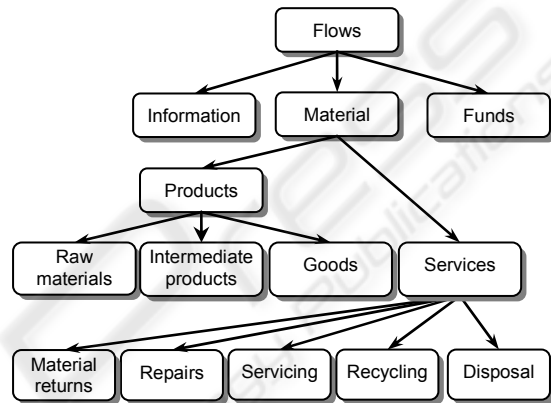 Flows
Information
Material
Funds
Products
Raw
materials
Intermediate
products
Goods
Services
Material
returns
Repairs
Servicing
Recycling
Disposal